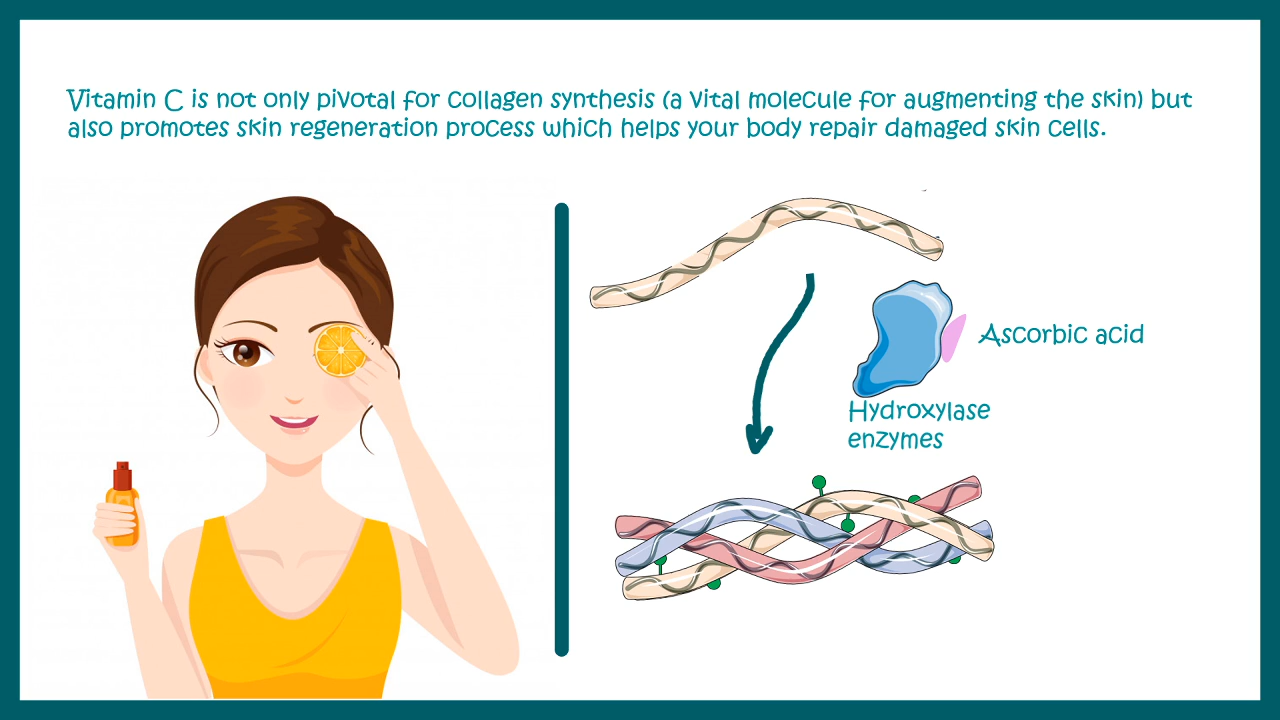 Vitamin C is not only pivotal for collagen synthesis (a vital molecule for augmenting the skin) but
also promotes skin regeneration process which helps your body repair damaged skin cells.
Ascorbic acid
Hydroxylase
enzymes